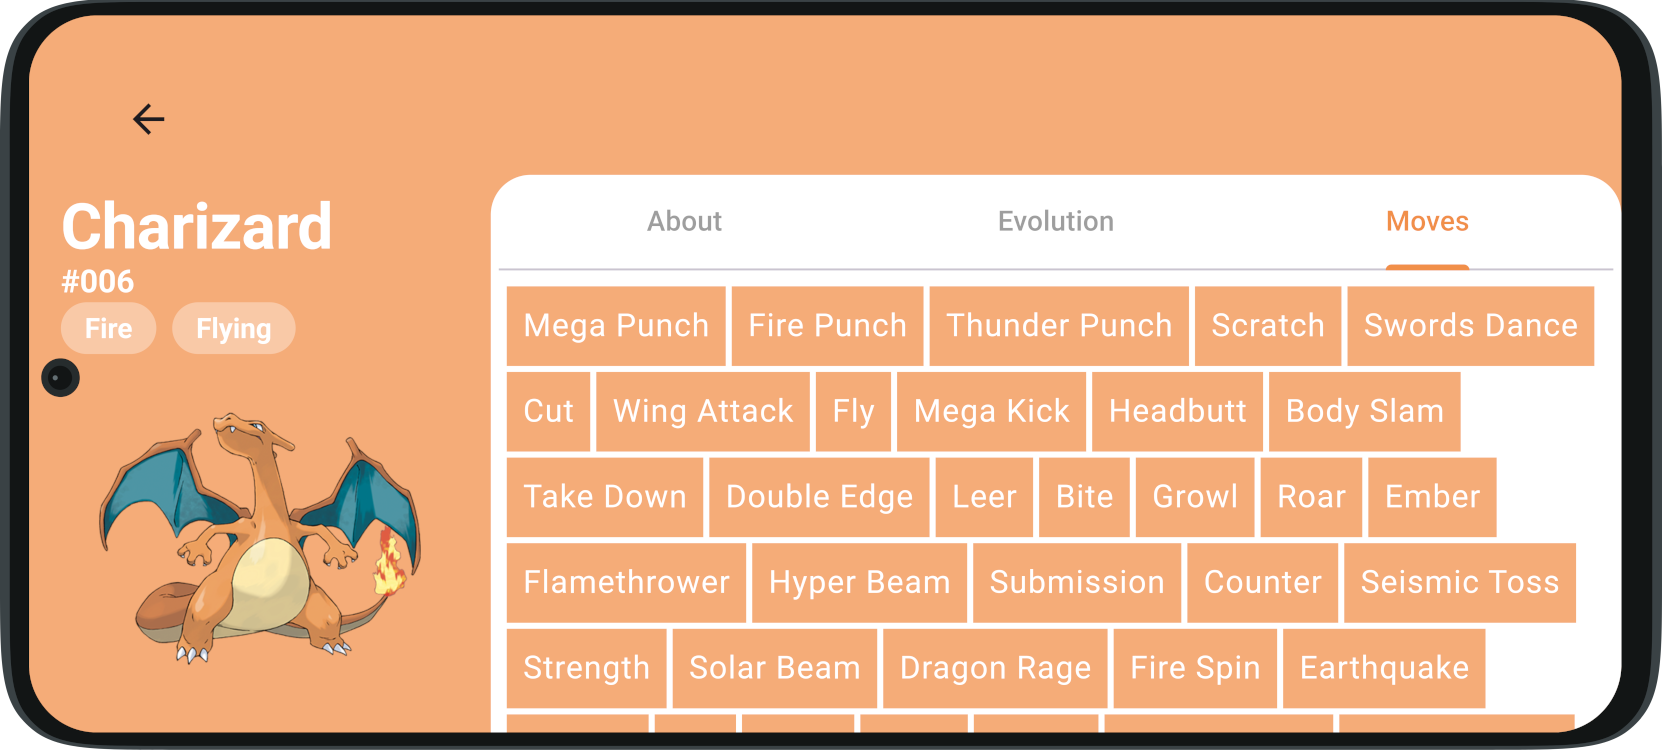 Charizard
#006
Fire Flying
About Evolution Moves
Mega Punch Fire Punch Thunder Punch Scratch Swords Dance
Cut Wing Attack Fly Mega Kick Headbutt Body Slam
Take Down Double Edge Leer Bite Growl Roar Ember
Flamethrower Hyper Beam Submission Counter Seismic Toss
Strength Solar Beam Dragon Rage Fire Spin Earthquake